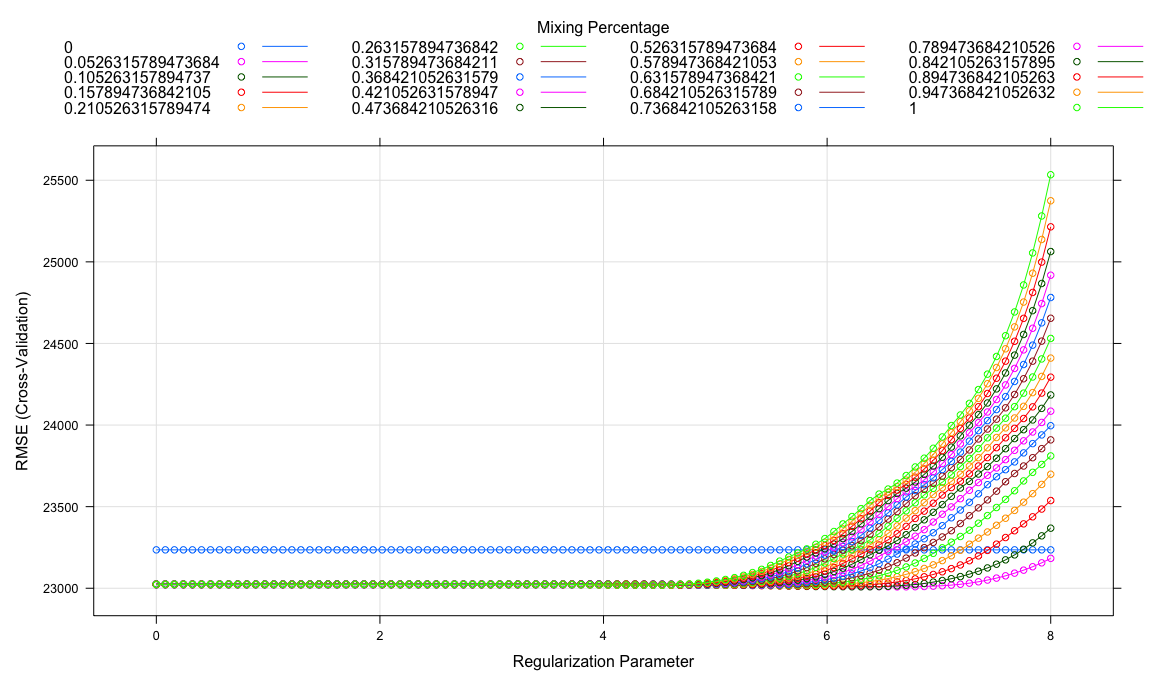 Mixing Percentage
0 0.263157894736842 0.526315789473684 0.789473684210526
0.0526315789473684 0.315789473684211 0.578947368421053 0.842105263157895
0.105263157894737 0.368421052631579 0.631578947368421 0.894736842105263
0.157894736842105 0.421052631578947 0.684210526315789 0.947368421052632
0.210526315789474 0.473684210526316 0.736842105263158 1
25500
25000
24500
24000
23500
23000
RMSE (Cross-Validation)
0 2 4 6 8
Regularization Parameter